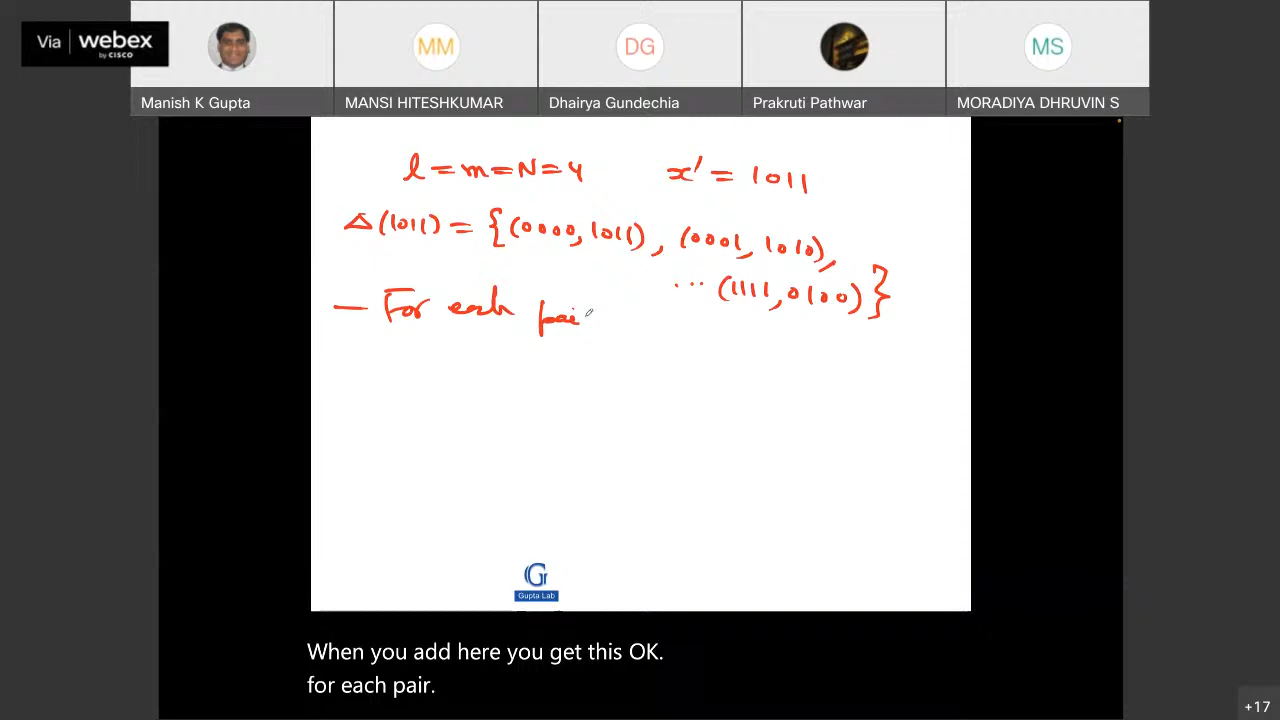 Via webex
by CISCO
MM
DG
MS
Manish K Gupta
MANSI HITESHKUMAR
Dhairya Gundechia
Prakruti Pathwar
MORADIYA DHRUVIN S
l = m = N = 4 x' = 1011
Δ(1011) = {(0000, 1011), (0001, 1010),
... (1111, 0100)}
— For each pai
G
Gupta Lab
When you add here you get this OK.
for each pair.
+17